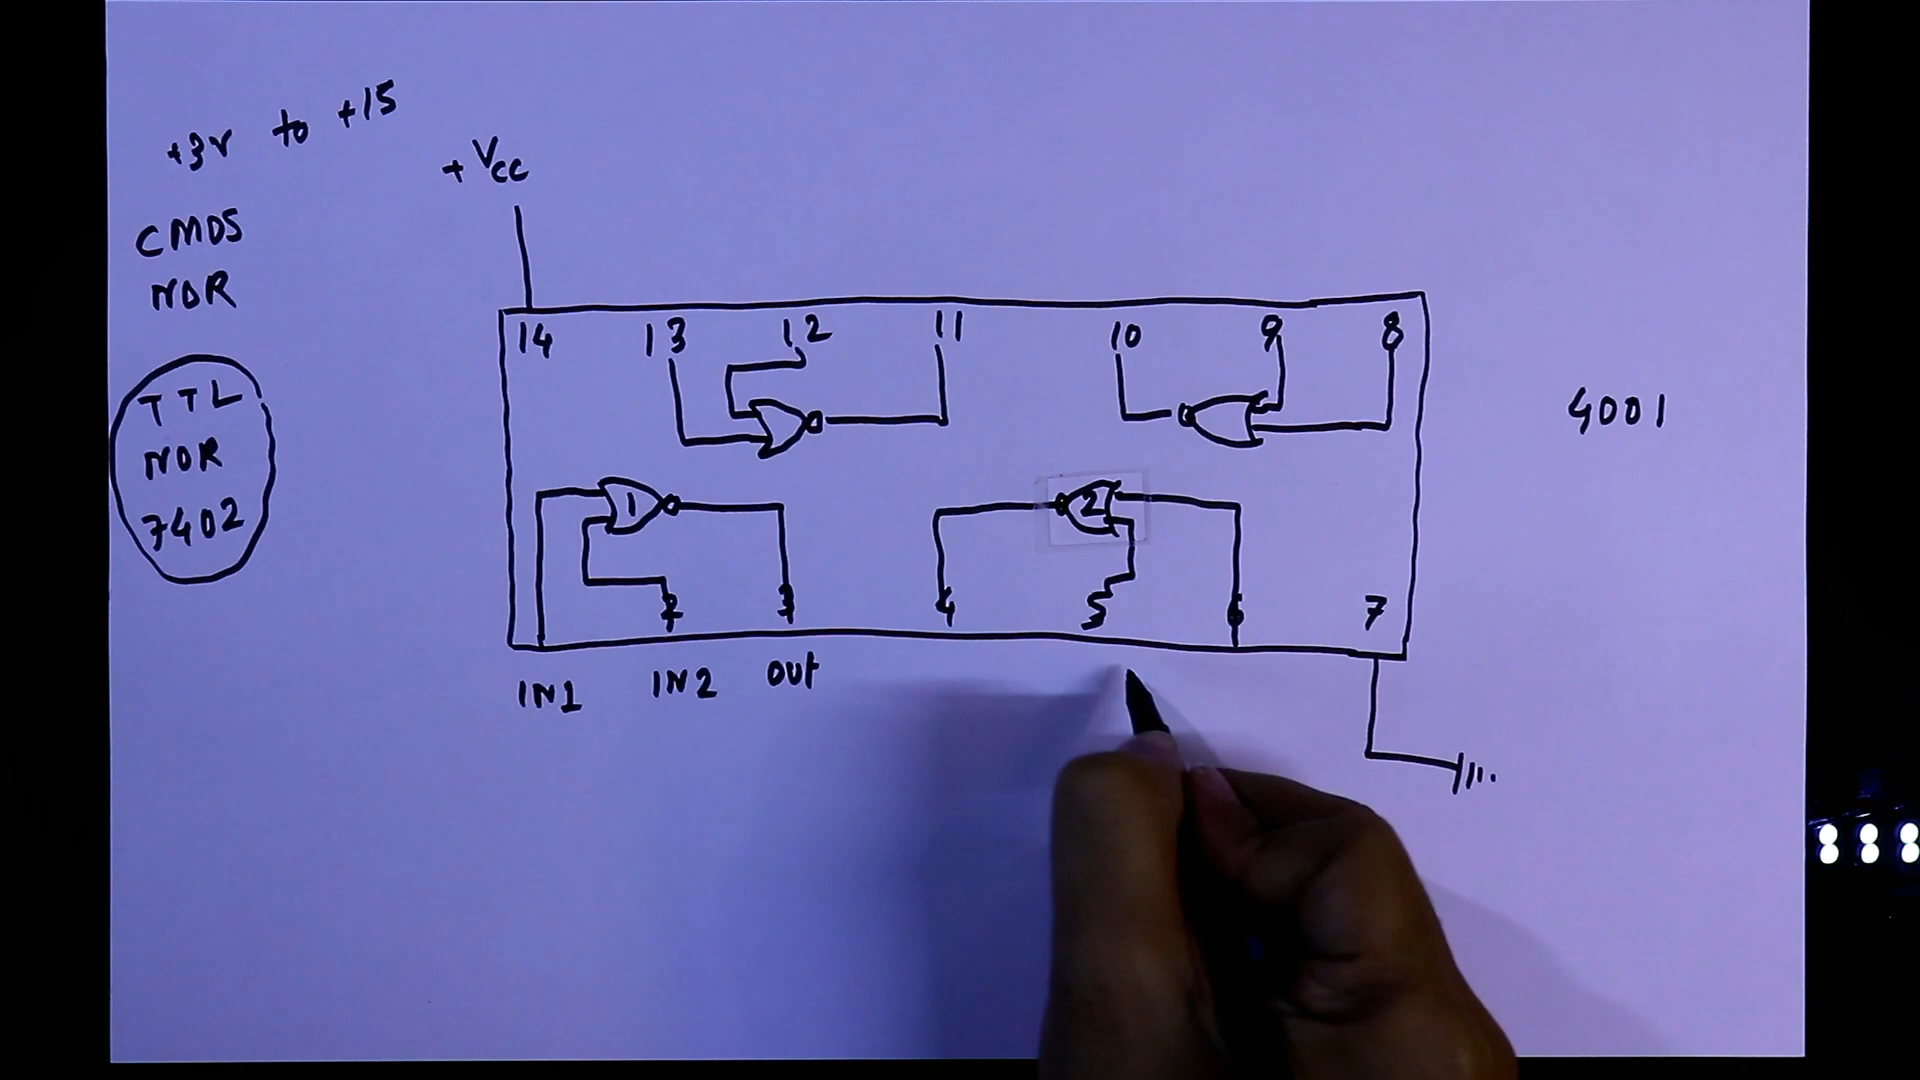 +3V to +15
+Vcc
CMOS
NOR
14 13 12 11 10 9 8
TTL
NOR
7402
4001
1 2
2 3 4 5 6 7
IN1 IN2 OUT